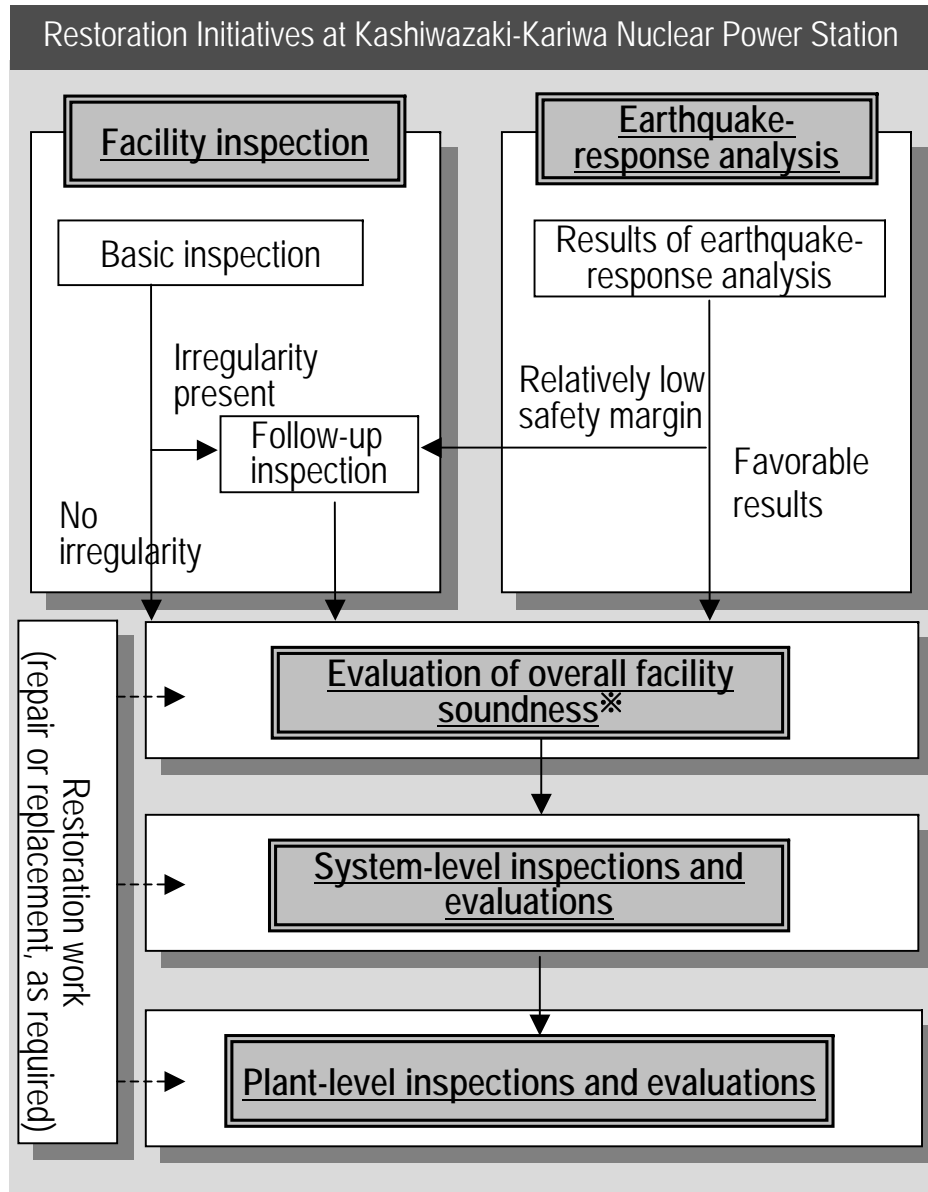 Restoration Initiatives at Kashiwazaki-Kariwa Nuclear Power Station
Facility inspection
Basic inspection
Irregularity
present
Follow-up
inspection
No
irregularity
Earthquake-
response analysis
Results of earthquake-
response analysis
Relatively low
safety margin
Favorable
results
Restoration work
(repair or replacement, as required)
Evaluation of overall facility
soundness※
System-level inspections and
evaluations
Plant-level inspections and evaluations